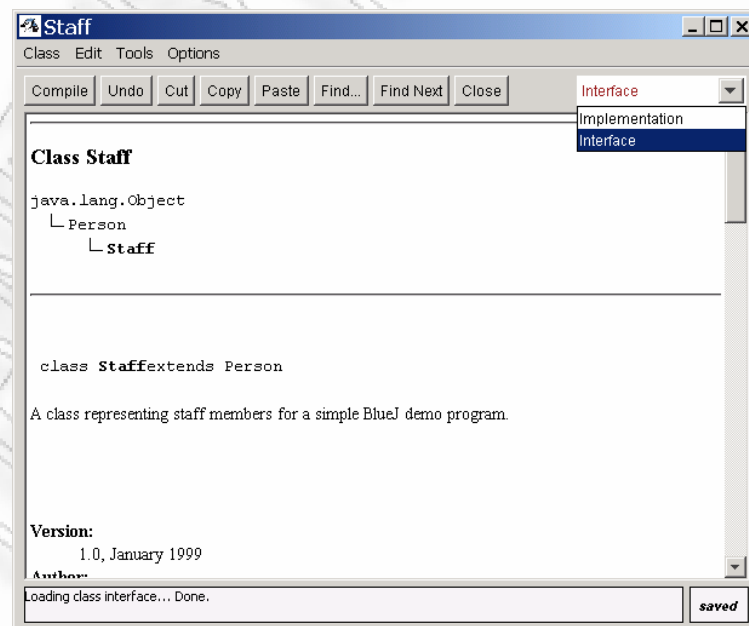 Staff
Class Edit Tools Options
Compile Undo Cut Copy Paste Find... Find Next Close Interface
Implementation
Interface
Class Staff
java.lang.Object
Person
Staff
class Staffextends Person
A class representing staff members for a simple BlueJ demo program.
Version:
1.0, January 1999
Author:
Loading class interface... Done.
saved